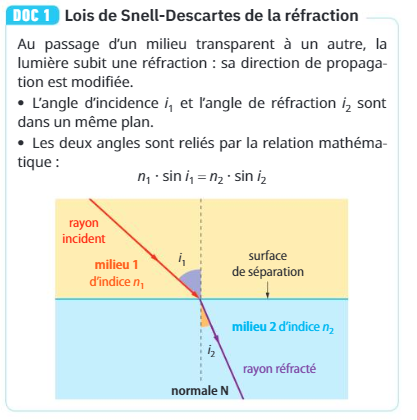 DOC 1 Lois de Snell-Descartes de la réfraction
Au passage d'un milieu transparent à un autre, la
lumière subit une réfraction : sa direction de propaga-
tion est modifiée.
• L'angle d'incidence i₁ et l'angle de réfraction i₂ sont
dans un même plan.
• Les deux angles sont reliés par la relation mathéma-
tique :
n₁ · sin i₁ = n₂ · sin i₂
rayon
incident
milieu 1
d'indice n₁
i₁
surface
de séparation
milieu 2 d'indice n₂
i₂
rayon réfracté
normale N